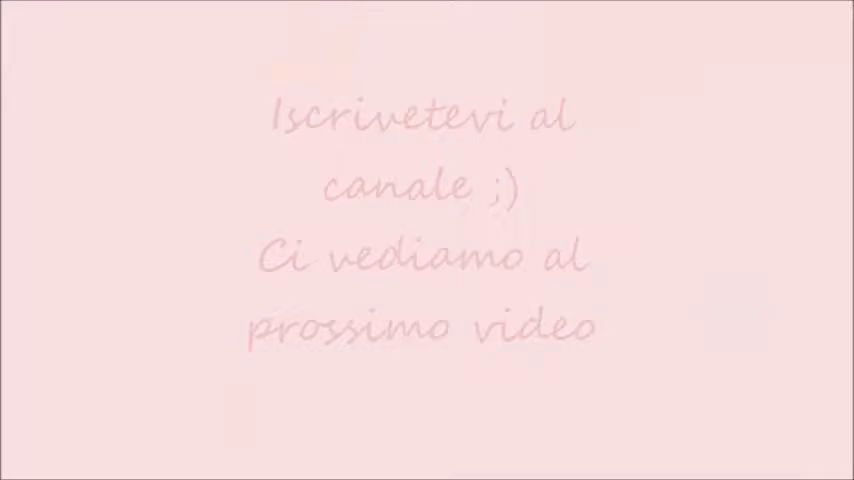 Iscrivetevi al
canale ;)
Ci vediamo al
prossimo video